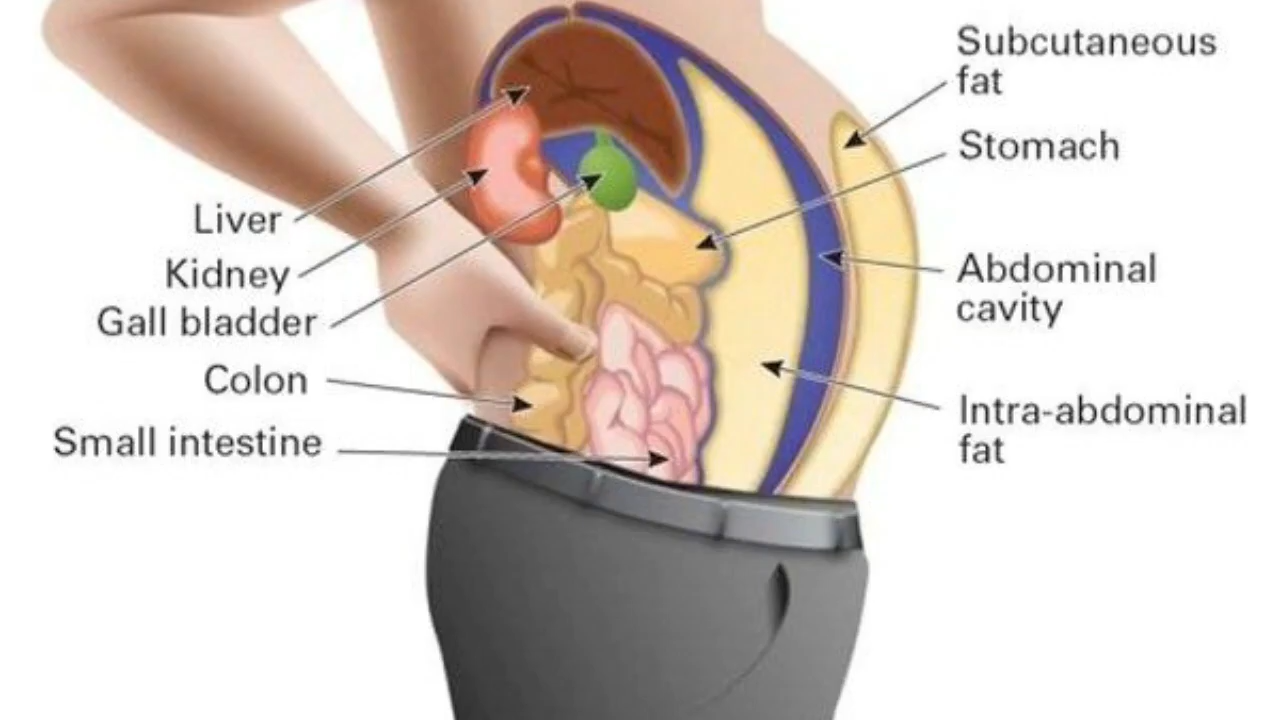 Subcutaneous
fat
Stomach
Liver
Kidney
Gall bladder
Abdominal
cavity
Colon
Small intestine
Intra-abdominal
fat